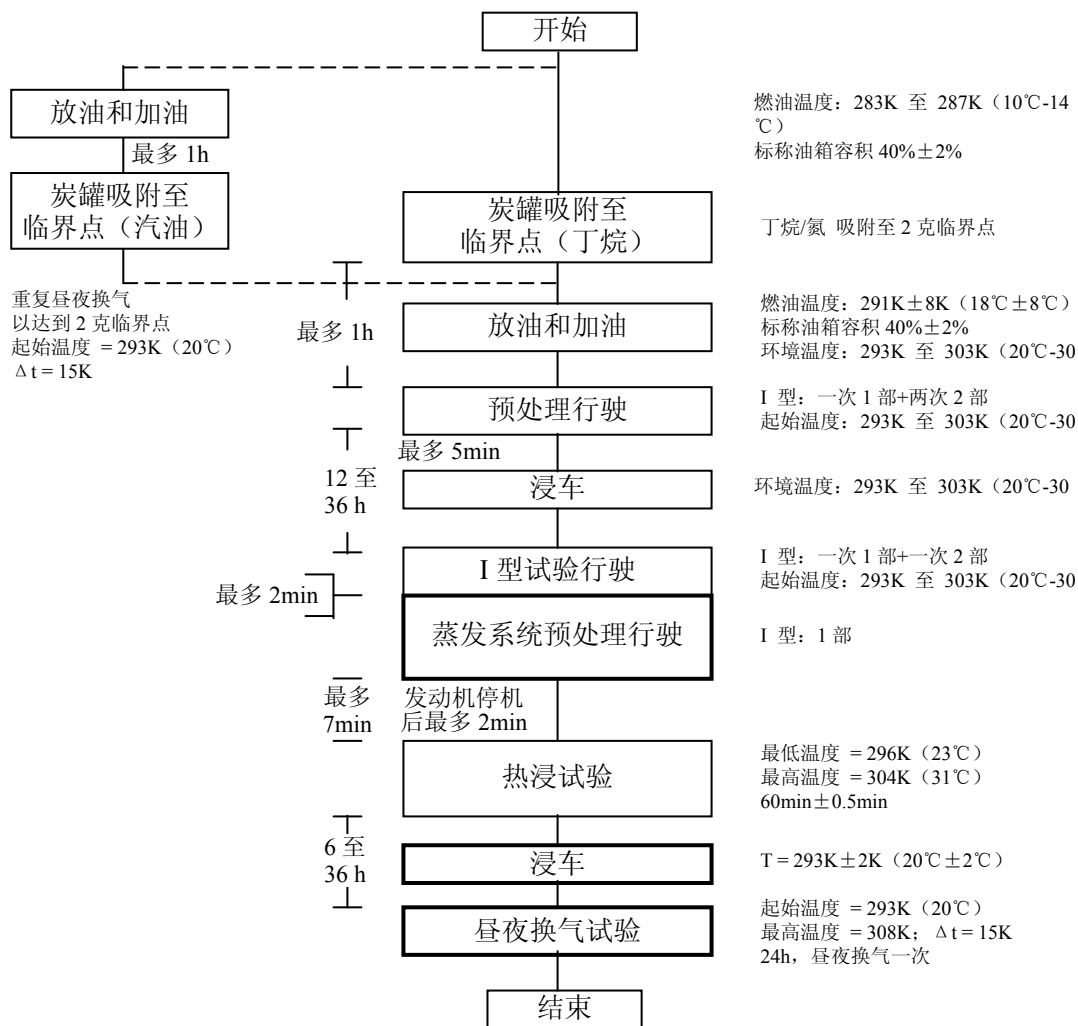 开始
放油和加油
最多 1h
炭罐吸附至
临界点（汽油）
重复昼夜换气
以达到 2 克临界点
起始温度 = 293K（20℃）
Δt = 15K
燃油温度：283K 至 287K（10℃-14
℃）
标称油箱容积 40%±2%
炭罐吸附至
临界点（丁烷）
丁烷/氮 吸附至 2 克临界点
最多 1h
放油和加油
燃油温度：291K±8K（18℃±8℃）
标称油箱容积 40%±2%
环境温度：293K 至 303K（20℃-30
预处理行驶
I 型：一次 1 部+两次 2 部
起始温度：293K 至 303K（20℃-30
最多 5min
12 至
36 h
浸车
环境温度：293K 至 303K（20℃-30
I 型试验行驶
I 型：一次 1 部+一次 2 部
起始温度：293K 至 303K（20℃-30
最多 2min
蒸发系统预处理行驶
I 型：1 部
最多
7min
发动机停机
后最多 2min
热浸试验
最低温度 = 296K（23℃）
最高温度 = 304K（31℃）
60min±0.5min
6 至
36 h
浸车
T = 293K±2K（20℃±2℃）
昼夜换气试验
起始温度 = 293K（20℃）
最高温度 = 308K；Δt = 15K
24h，昼夜换气一次
结束